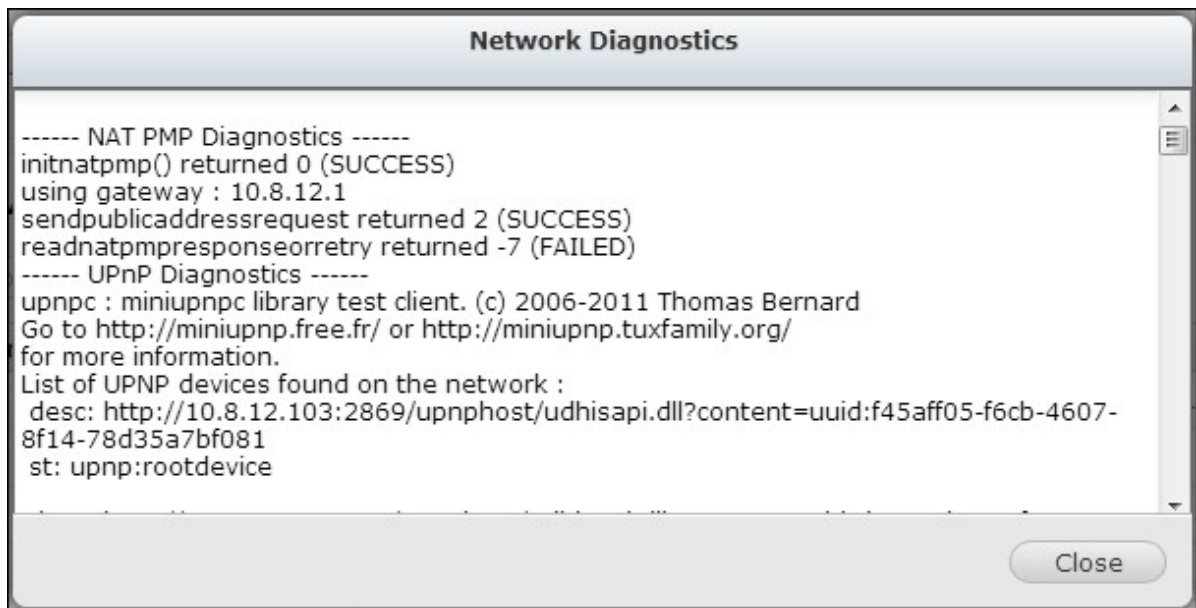 Network Diagnostics
------ NAT PMP Diagnostics ------
initnatpmp() returned 0 (SUCCESS)
using gateway : 10.8.12.1
sendpublicaddressrequest returned 2 (SUCCESS)
readnatpmpresponseorretry returned -7 (FAILED)
------ UPnP Diagnostics ------
upnpc : miniupnpc library test client. (c) 2006-2011 Thomas Bernard
Go to http://miniupnp.free.fr/ or http://miniupnp.tuxfamily.org/
for more information.
List of UPNP devices found on the network :
desc: http://10.8.12.103:2869/upnphost/udhisapi.dll?content=uuid:f45aff05-f6cb-4607-
8f14-78d35a7bf081
st: upnp:rootdevice
Close